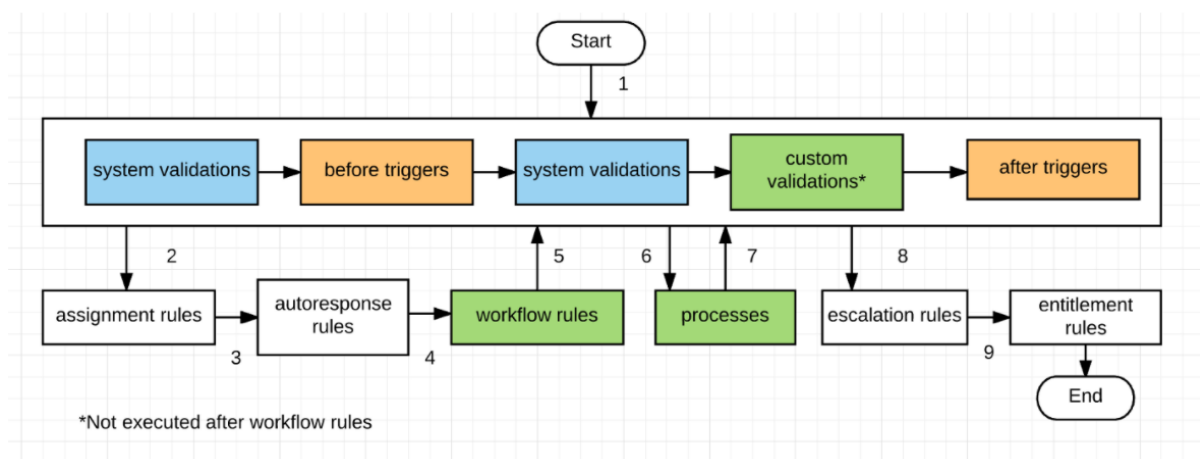 Start
1
system validations
before triggers
system validations
custom
validations*
after triggers
2
5
6
7
8
assignment rules
autoresponse
rules
workflow rules
processes
escalation rules
entitlement
rules
3
4
9
End
*Not executed after workflow rules